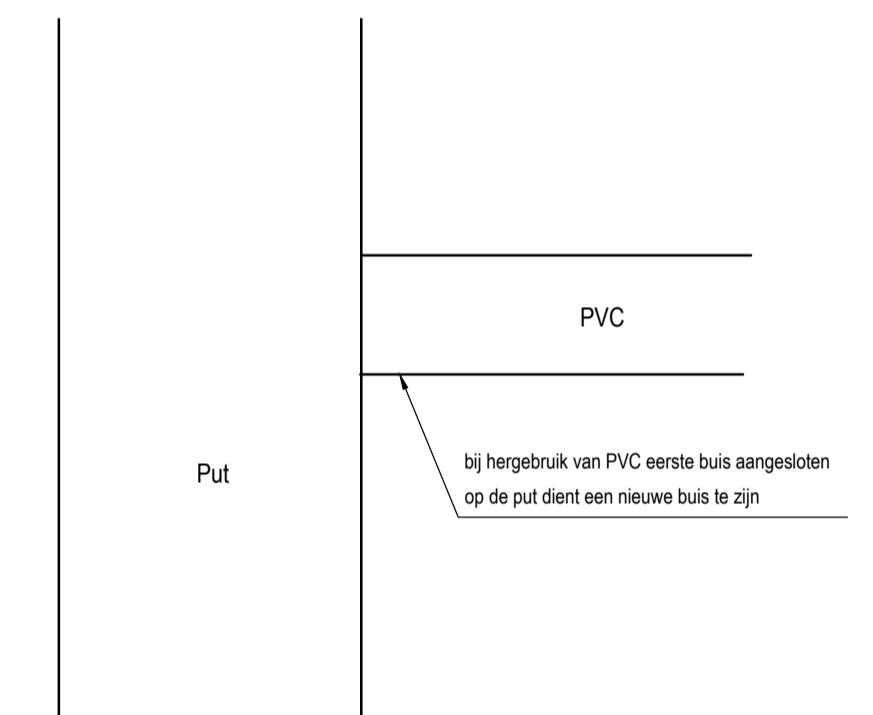 PVC
bij hergebruik van PVC eerste buis aangesloten
op de put dient een nieuwe buis te zijn
Put